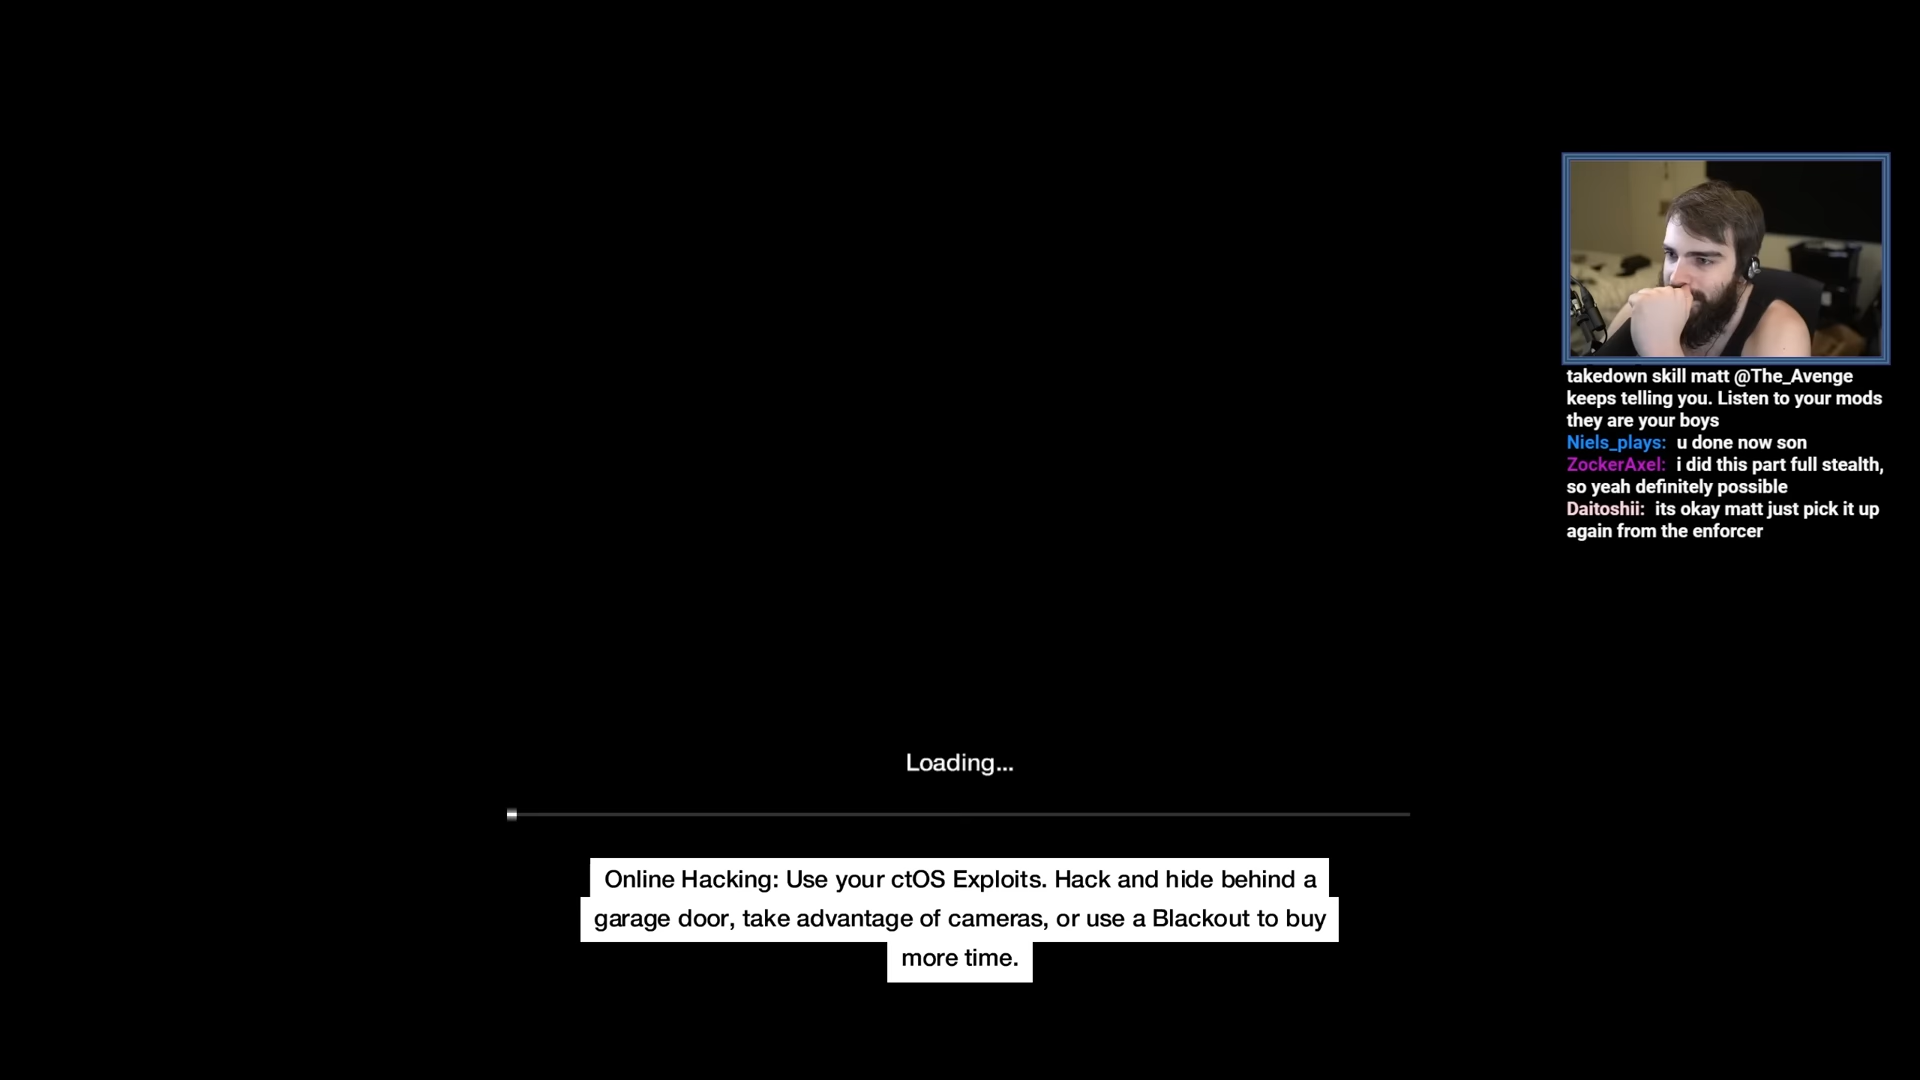 takedown skill matt @The_Avenge
keeps telling you. Listen to your mods
they are your boys
Niels_plays: u done now son
ZockerAxel: i did this part full stealth,
so yeah definitely possible
Daitoshii: its okay matt just pick it up
again from the enforcer
Loading...
Online Hacking: Use your ctOS Exploits. Hack and hide behind a
garage door, take advantage of cameras, or use a Blackout to buy
more time.